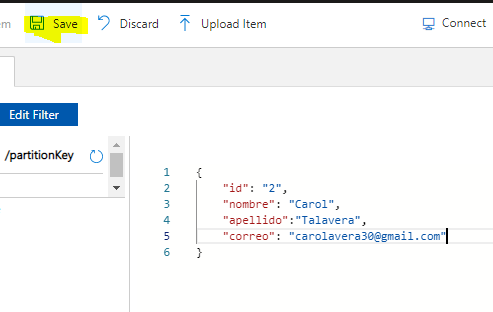 em Save Discard Upload Item Connect
Edit Filter
/partitionKey
1 {
2 "id": "2",
3 "nombre": "Carol",
4 "apellido":"Talavera",
5 "correo": "carolavera30@gmail.com"
6 }